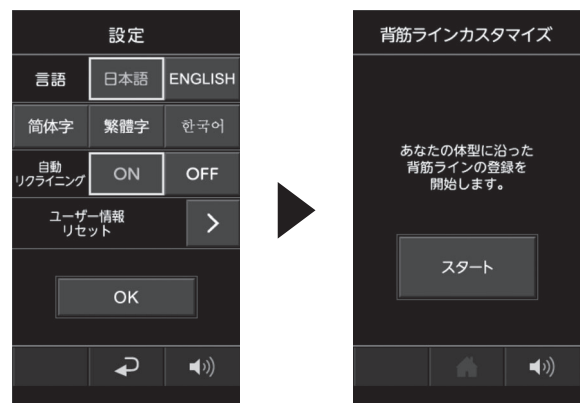 設定
言語
日本語
ENGLISH
简体字
繁體字
한국어
自動
リクライニング
ON
OFF
ユーザー情報
リセット
OK
背筋ラインカスタマイズ
あなたの体型に沿った
背筋ラインの登録を
開始します。
スタート